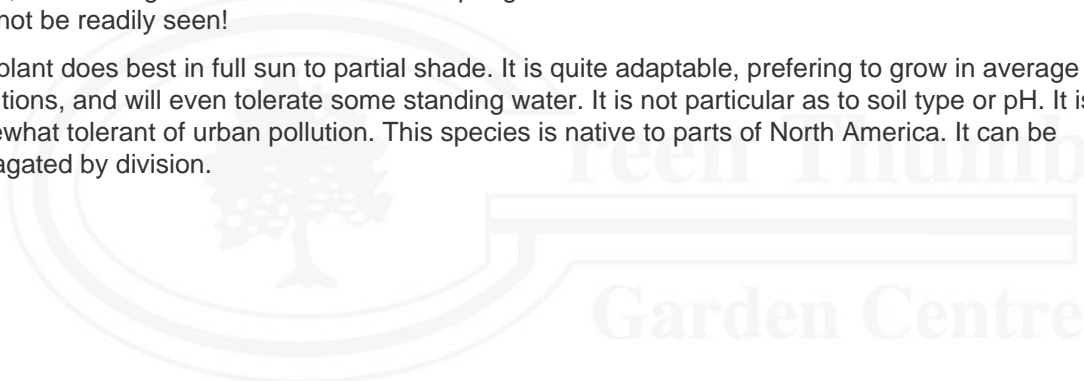 not be readily seen!
plant does best in full sun to partial shade. It is quite adaptable, prefering to grow in average
tions, and will even tolerate some standing water. It is not particular as to soil type or pH. It is
ewhat tolerant of urban pollution. This species is native to parts of North America. It can be
agated by division.
reen Thumb
Garden Centre